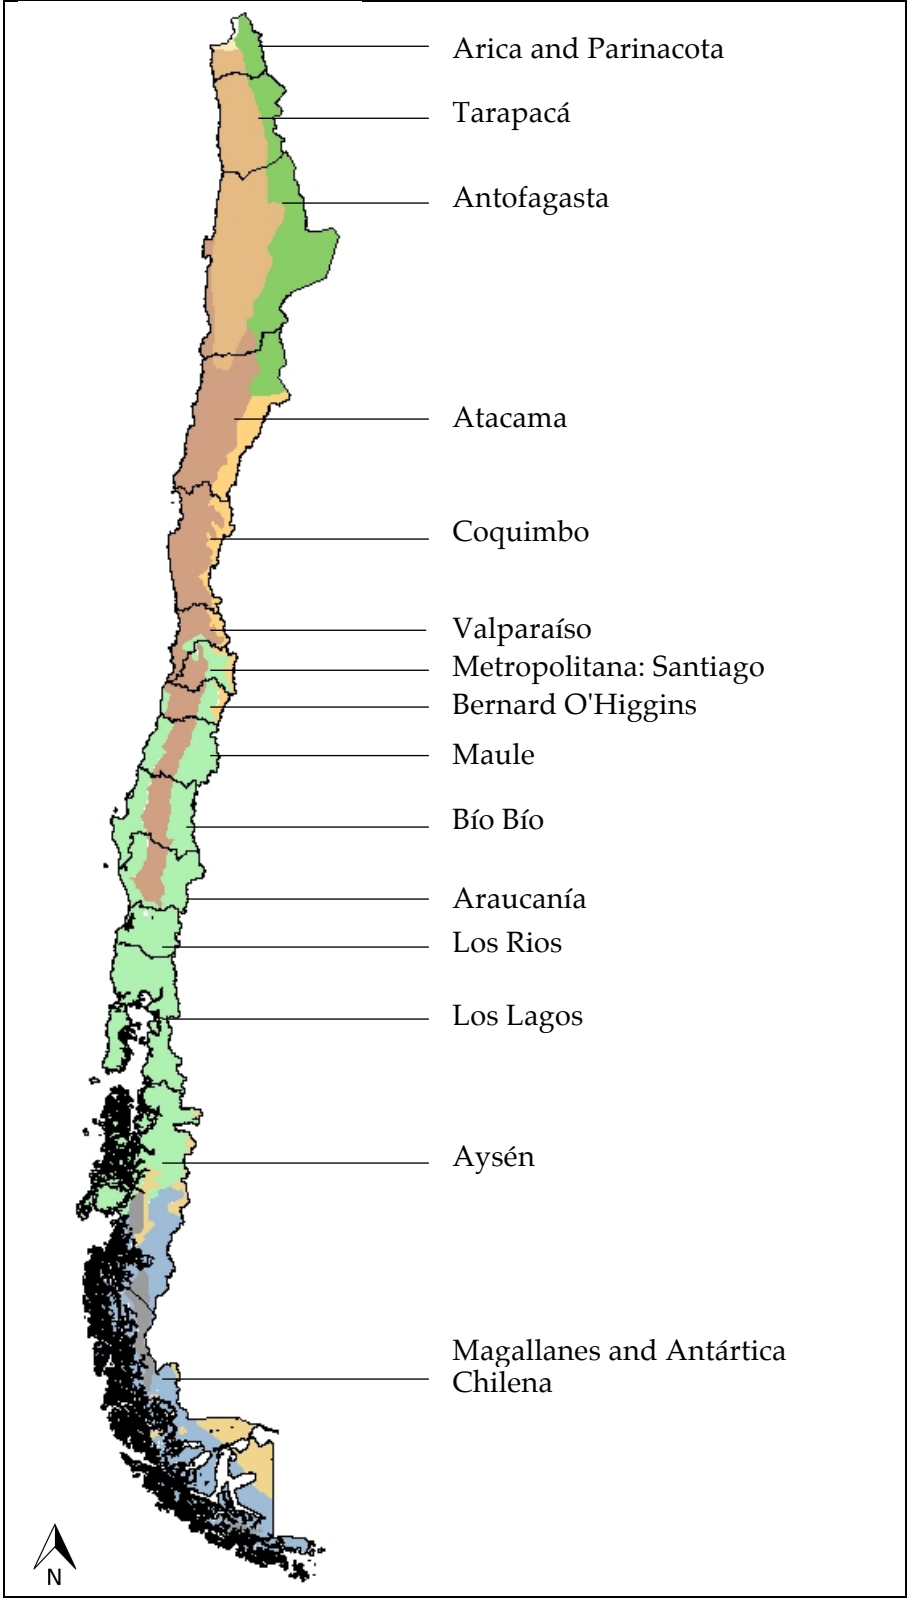 Arica and Parinacota
Tarapacá
Antofagasta
Atacama
Coquimbo
Valparaíso
Metropolitana: Santiago
Bernard O'Higgins
Maule
Bío Bío
Araucanía
Los Rios
Los Lagos
Aysén
Magallanes and Antártica
Chilena
N